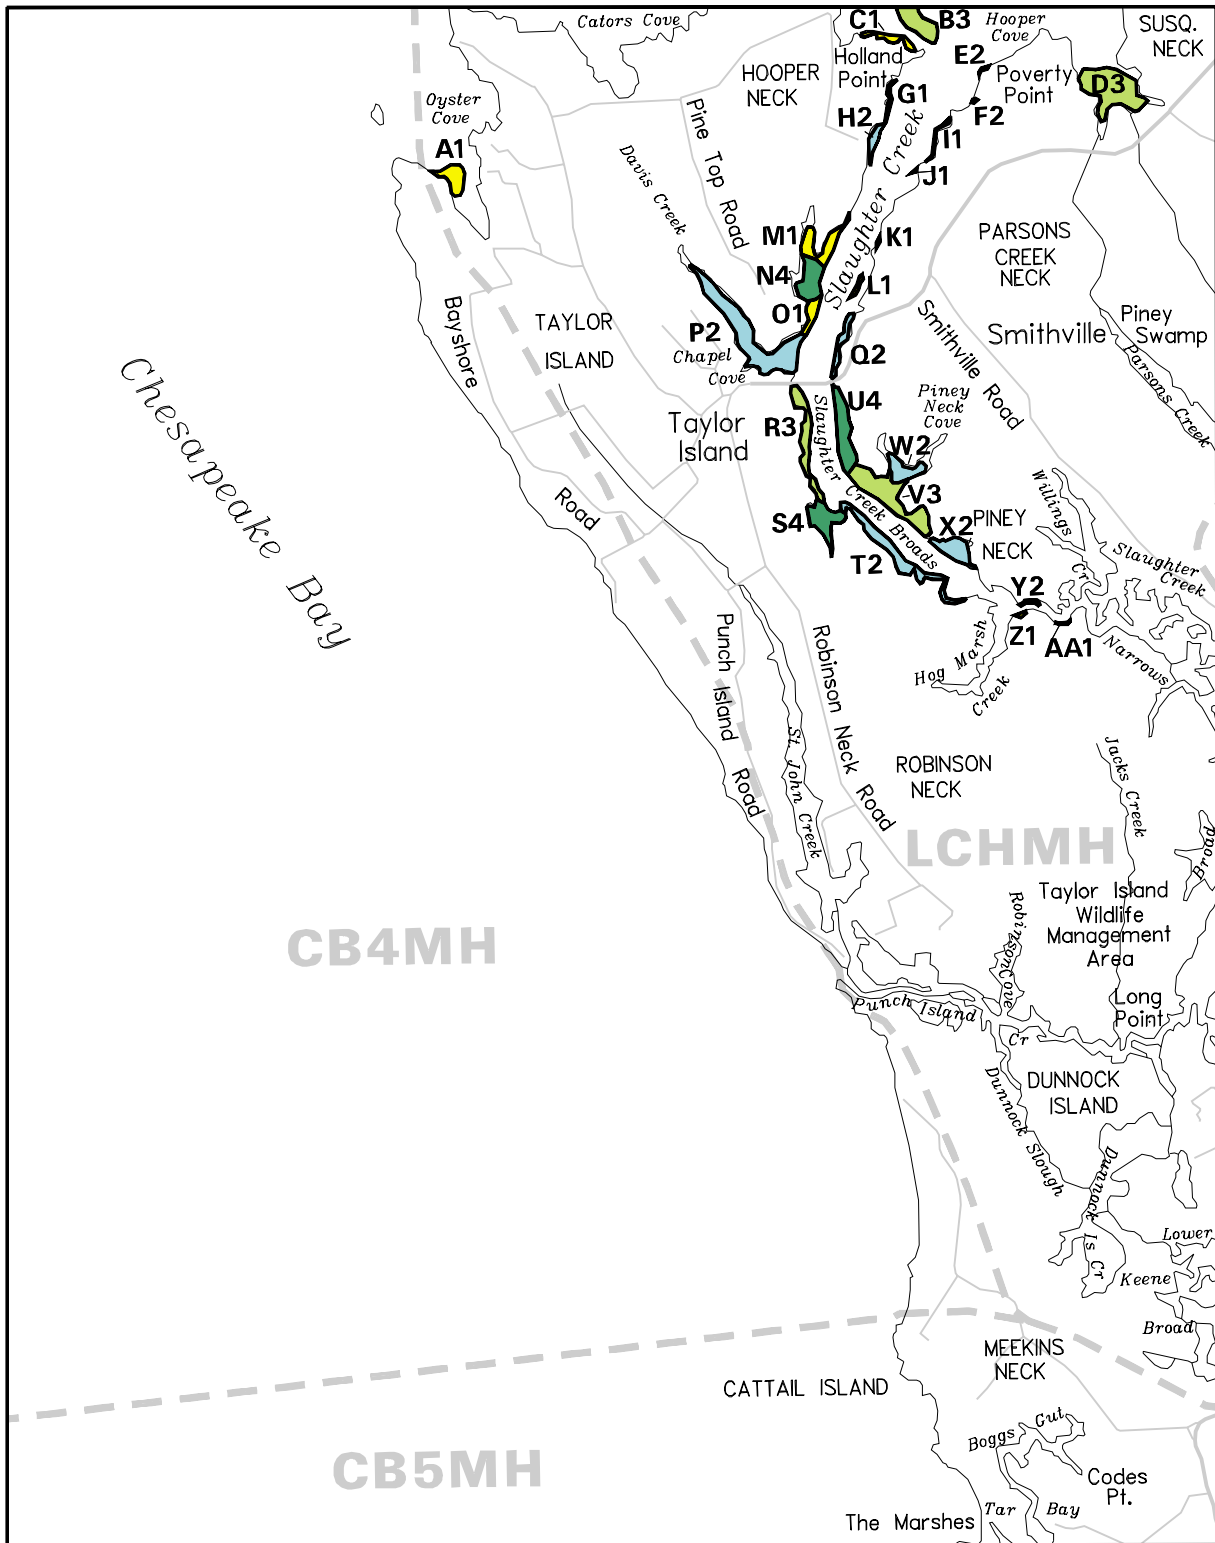 Cators Cove
C1
B3
Hooper
Cove
SUSQ.
NECK
E2
Holland
Point
HOOPER
NECK
Poverty
Point
D3
Oyster
Cove
G1
F2
H2
I1
J1
A1
Pine Top Road
Davis Creek
Slaughter Creek
M1
K1
PARSONS
CREEK
NECK
N4
L1
O1
Bayshore
Road
TAYLOR
ISLAND
P2
Chapel
Cove
Q2
Smithville Road
Smithville
Piney
Swamp
Parsons Creek
Chesapeake Bay
Piney
Neck
Cove
U4
R3
Taylor
Island
Slaughter
Creek Broads
W2
V3
S4
X2
PINEY
NECK
Willings
Cr
Slaughter
Creek
T2
Y2
Z1
AA1
Narrows
Hog Marsh
Creek
Punch Island
Road
Robinson Neck Road
St. John Creek
ROBINSON
NECK
Jacks Creek
LCHMH
Broad
Taylor Island
Wildlife
Management
Area
Robinson Cove
CB4MH
Long
Point
Punch Island
Cr
DUNNOCK
ISLAND
Dunnock Slough
Dunnock
Is Cr
Lower
Keene
Broad
MEEKINS
NECK
CATTAIL ISLAND
Boggs Gut
CB5MH
Codes
Pt.
Tar Bay
The Marshes